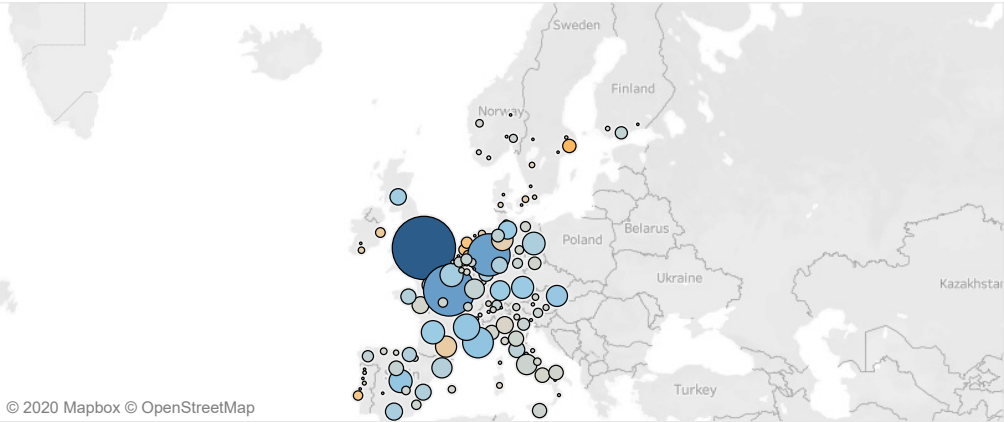 Sweden
Finland
Norway
Belarus
Poland
Ukraine
Kazakhstan
Turkey
© 2020 Mapbox © OpenStreetMap